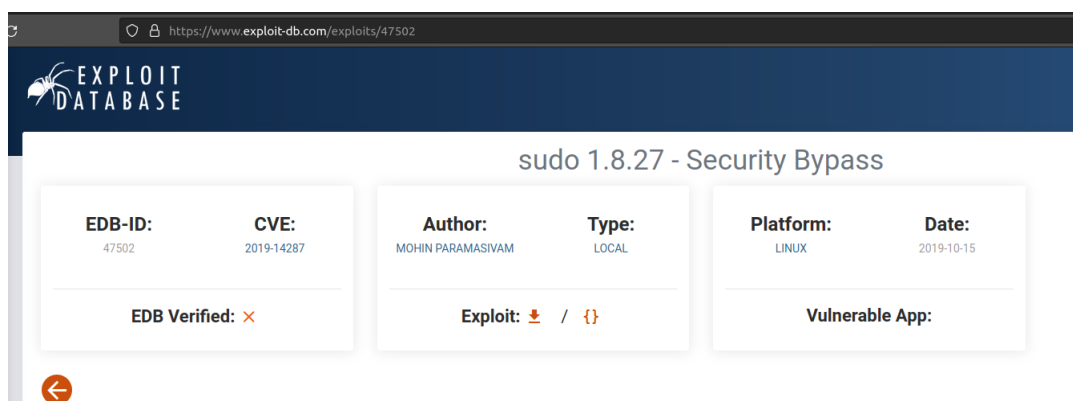 https://www.exploit-db.com/exploits/47502
EXPLOIT
DATABASE
sudo 1.8.27 - Security Bypass
EDB-ID:
47502
CVE:
2019-14287
EDB Verified: ×
Author:
MOHIN PARAMASIVAM
Type:
LOCAL
Exploit: / {}
Platform:
LINUX
Date:
2019-10-15
Vulnerable App: